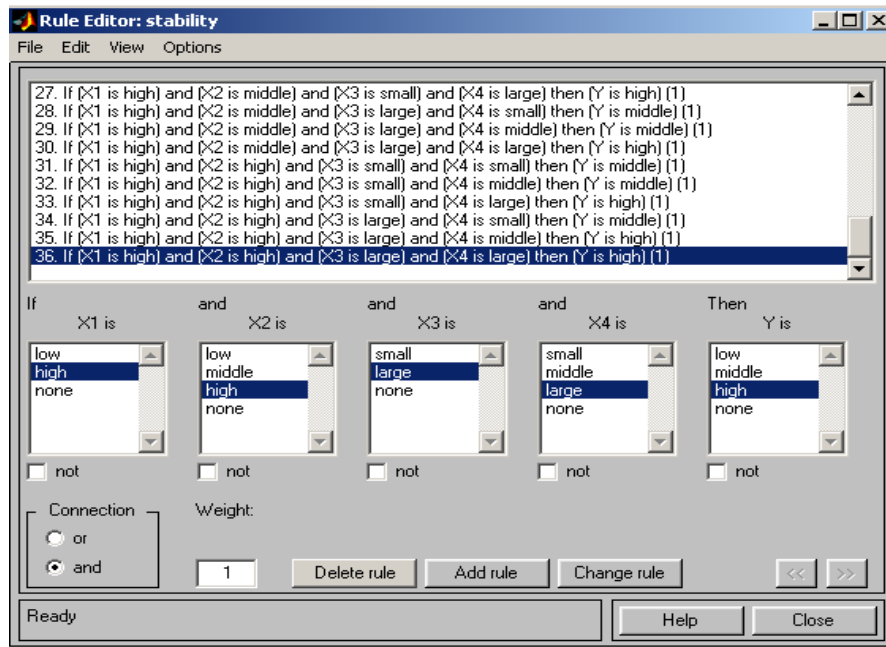 Rule Editor: stability
File Edit View Options
27. If (X1 is high) and (X2 is middle) and (X3 is small) and (X4 is large) then (Y is high) (1)
28. If (X1 is high) and (X2 is middle) and (X3 is large) and (X4 is small) then (Y is middle) (1)
29. If (X1 is high) and (X2 is middle) and (X3 is large) and (X4 is middle) then (Y is middle) (1)
30. If (X1 is high) and (X2 is middle) and (X3 is large) and (X4 is large) then (Y is high) (1)
31. If (X1 is high) and (X2 is high) and (X3 is small) and (X4 is small) then (Y is middle) (1)
32. If (X1 is high) and (X2 is high) and (X3 is small) and (X4 is middle) then (Y is middle) (1)
33. If (X1 is high) and (X2 is high) and (X3 is small) and (X4 is large) then (Y is high) (1)
34. If (X1 is high) and (X2 is high) and (X3 is large) and (X4 is small) then (Y is middle) (1)
35. If (X1 is high) and (X2 is high) and (X3 is large) and (X4 is middle) then (Y is high) (1)
36. If (X1 is high) and (X2 is high) and (X3 is large) and (X4 is large) then (Y is high) (1)
If and and and Then
X1 is X2 is X3 is X4 is Y is
low low small small low
high middle large middle middle
none high none large high
none none none
not not not not not
Connection Weight:
or
and 1 Delete rule Add rule Change rule << >>
Ready Help Close